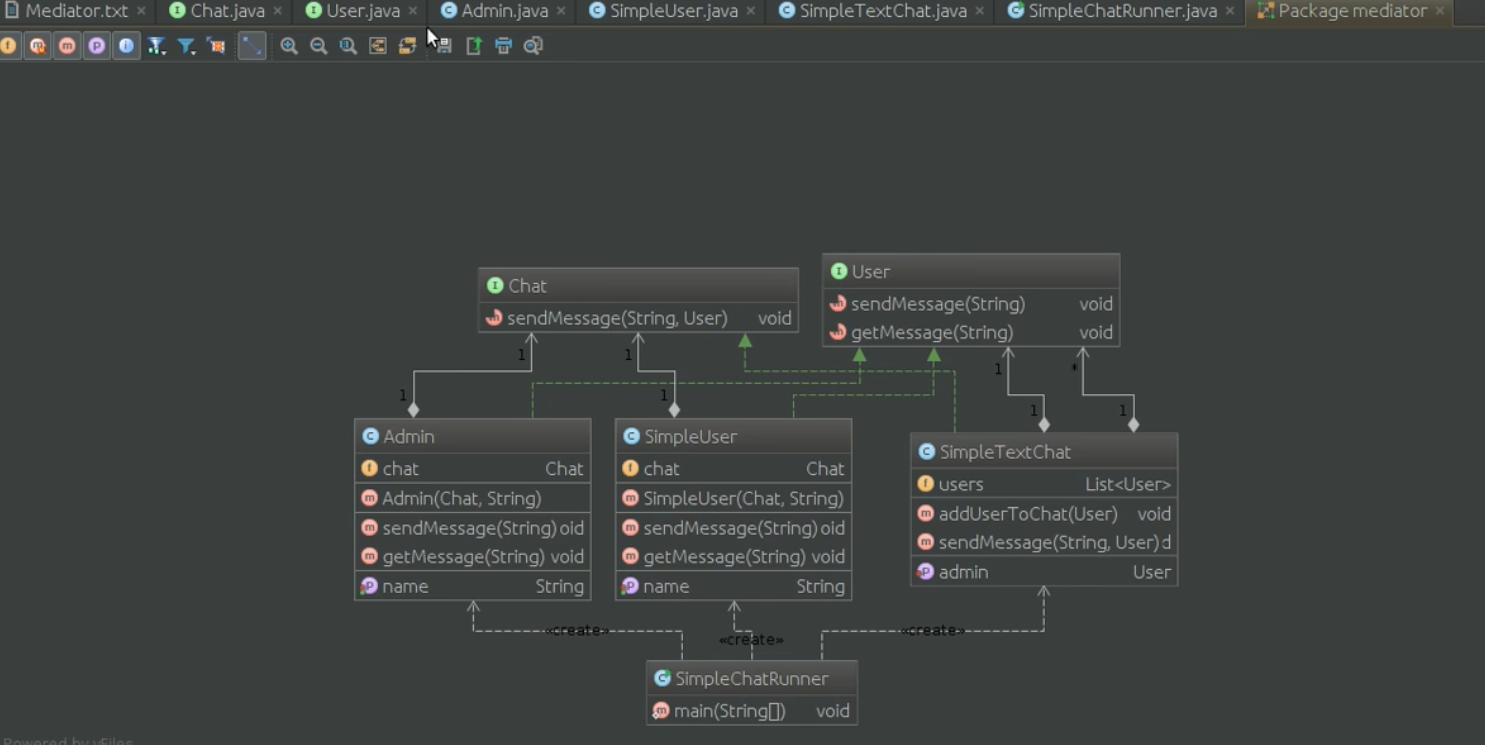 Mediator.txt Chat.java User.java Admin.java SimpleUser.java SimpleTextChat.java SimpleChatRunner.java Package mediator
Chat
sendMessage(String, User) void
User
sendMessage(String) void
getMessage(String) void
1
1
1
*
1
1
1
1
Admin
chat Chat
Admin(Chat, String)
sendMessage(String) oid
getMessage(String) void
name String
SimpleUser
chat Chat
SimpleUser(Chat, String)
sendMessage(String) oid
getMessage(String) void
name String
SimpleTextChat
users List<User>
addUserToChat(User) void
sendMessage(String, User) d
admin User
«create»
«create»
«create»
SimpleChatRunner
main(String[]) void
Powered by yFiles